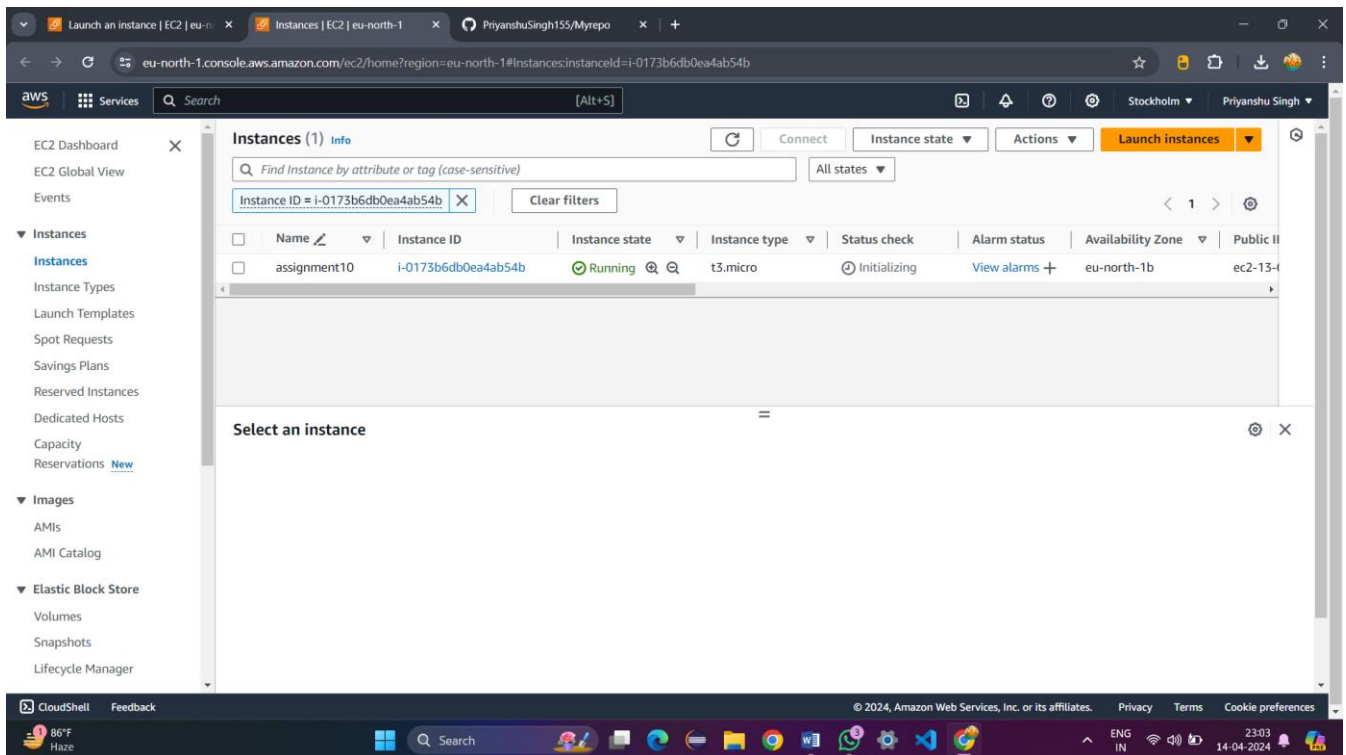 Launch an instance | EC2 | eu-n
Instances | EC2 | eu-north-1
PriyanshuSingh155/Myrepo
eu-north-1.console.aws.amazon.com/ec2/home?region=eu-north-1#Instances:instanceId=i-0173b6db0ea4ab54b
aws Services Search [Alt+S] Stockholm Priyanshu Singh
EC2 Dashboard
EC2 Global View
Events
Instances
Instances
Instance Types
Launch Templates
Spot Requests
Savings Plans
Reserved Instances
Dedicated Hosts
Capacity
Reservations New
Images
AMIs
AMI Catalog
Elastic Block Store
Volumes
Snapshots
Lifecycle Manager
Instances (1) Info Connect Instance state Actions Launch instances
Find Instance by attribute or tag (case-sensitive) All states
Instance ID = i-0173b6db0ea4ab54b Clear filters 1
Name Instance ID Instance state Instance type Status check Alarm status Availability Zone Public I
assignment10 i-0173b6db0ea4ab54b Running t3.micro Initializing View alarms eu-north-1b ec2-13-
Select an instance
CloudShell Feedback © 2024, Amazon Web Services, Inc. or its affiliates. Privacy Terms Cookie preferences
1 86°F Search 3 ENG 23:03
Haze IN 14-04-2024